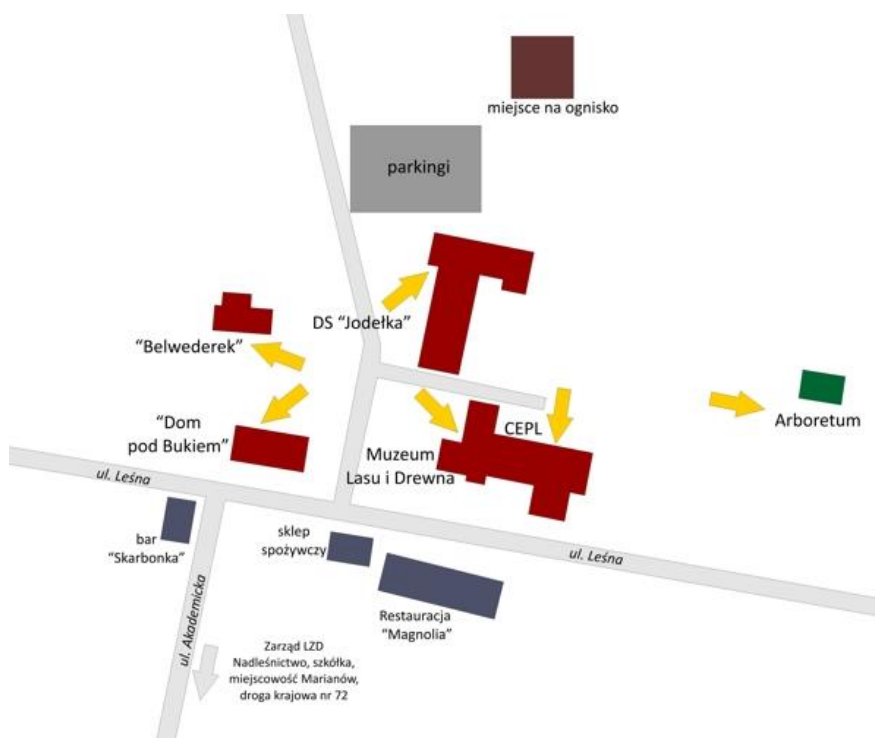 miejsce na ognisko
parkingi
DS “Jodełka”
“Belwederek”
“Dom
pod Bukiem”
CEPL
Muzeum
Lasu i Drewna
Arboretum
ul. Leśna
bar
“Skarbonka”
sklep
spożywczy
ul. Leśna
Restauracja
“Magnolia”
ul. Akademicka
Zarząd LZD
Nadleśnictwo, szkółka,
miejscowość Marianów,
droga krajowa nr 72